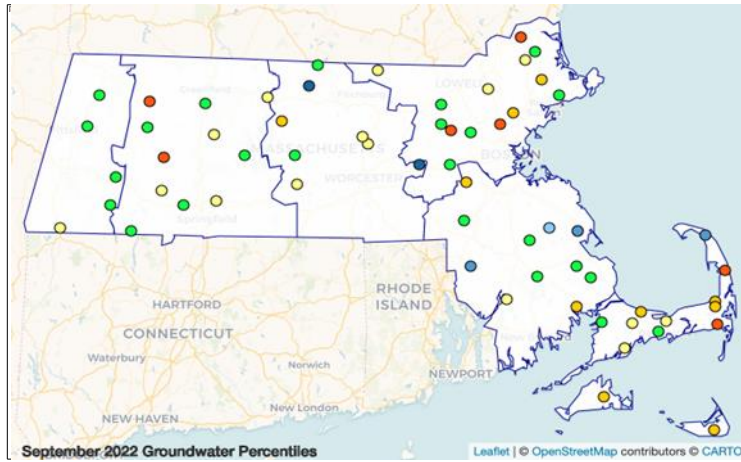 LOWELL
MASSACHUSETTS
BOSTON
WORCESTER
Springfield
HARTFORD
RHODE
ISLAND
CONNECTICUT
Waterbury
Norwich
NEWPORT
New London
NEW HAVEN
September 2022 Groundwater Percentiles
Leaflet | © OpenStreetMap contributors © CARTO